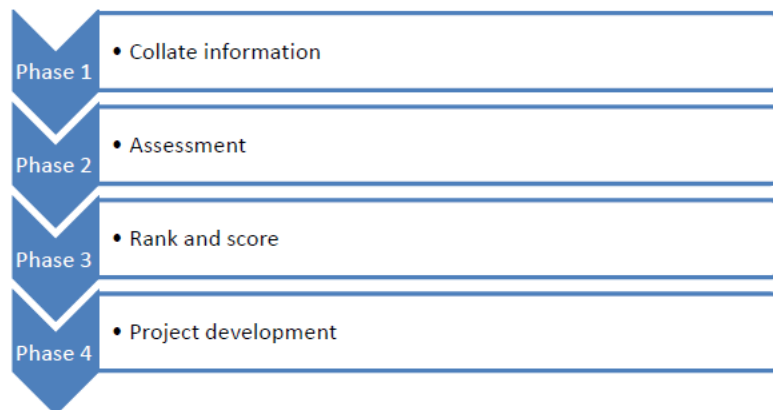 Phase 1
• Collate information
Phase 2
• Assessment
Phase 3
• Rank and score
Phase 4
• Project development